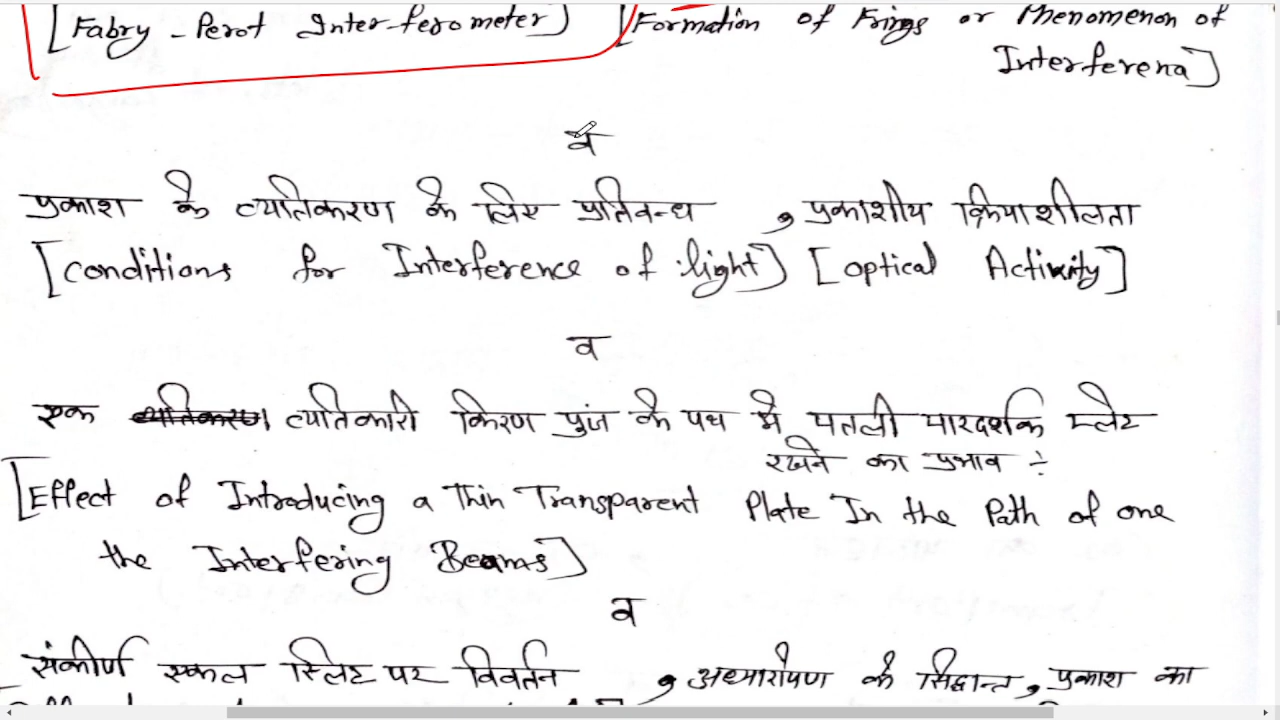 [Fabry-Perot Inter-ferometer] [Formation of Frings or Phenomenon of
Interferena]
व
प्रकाश के व्यतिकरण के लिए प्रतिबन्ध , प्रकाशीय क्रियाशीलता
[conditions for Interference of light] [optical Activity]
व
एक व्यतिकारी किरण पुंज के पथ मे पतली पारदर्शक प्लेट
रखने का प्रभाव ÷
[Effect of Introducing a Thin Transparent Plate In the Path of one
the Interfering Beams]
व
संकीर्ण एकल स्लिट पर विवर्तन , अध्यारोपण के सिद्धान्त, प्रकाश का